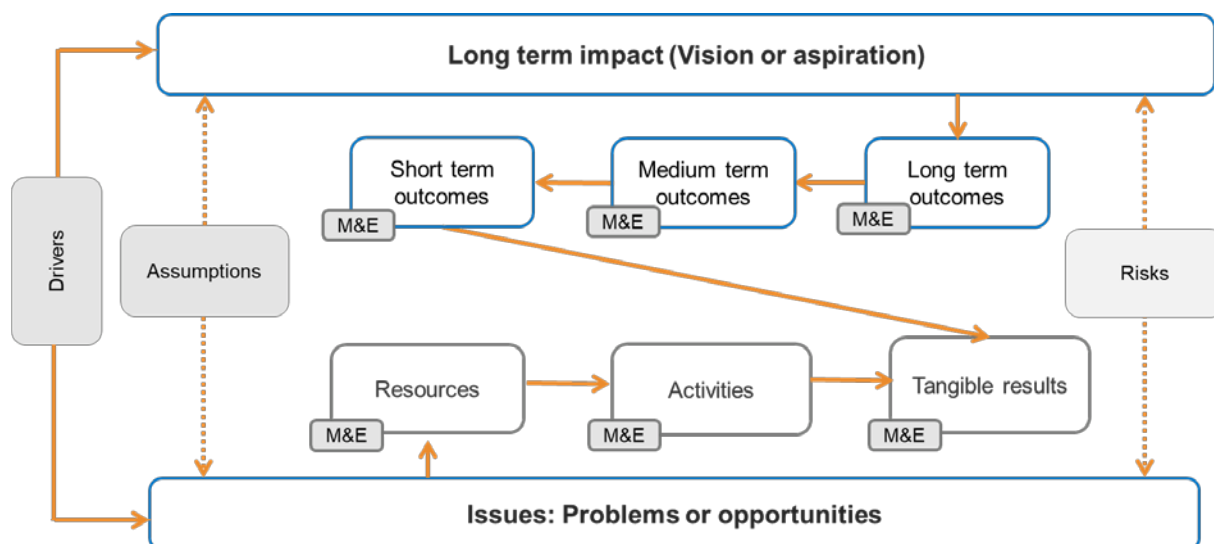 Long term impact (Vision or aspiration)
Short term
outcomes
M&E
Medium term
outcomes
M&E
Long term
outcomes
M&E
Drivers
Assumptions
Risks
Resources
M&E
Activities
M&E
Tangible results
M&E
Issues: Problems or opportunities